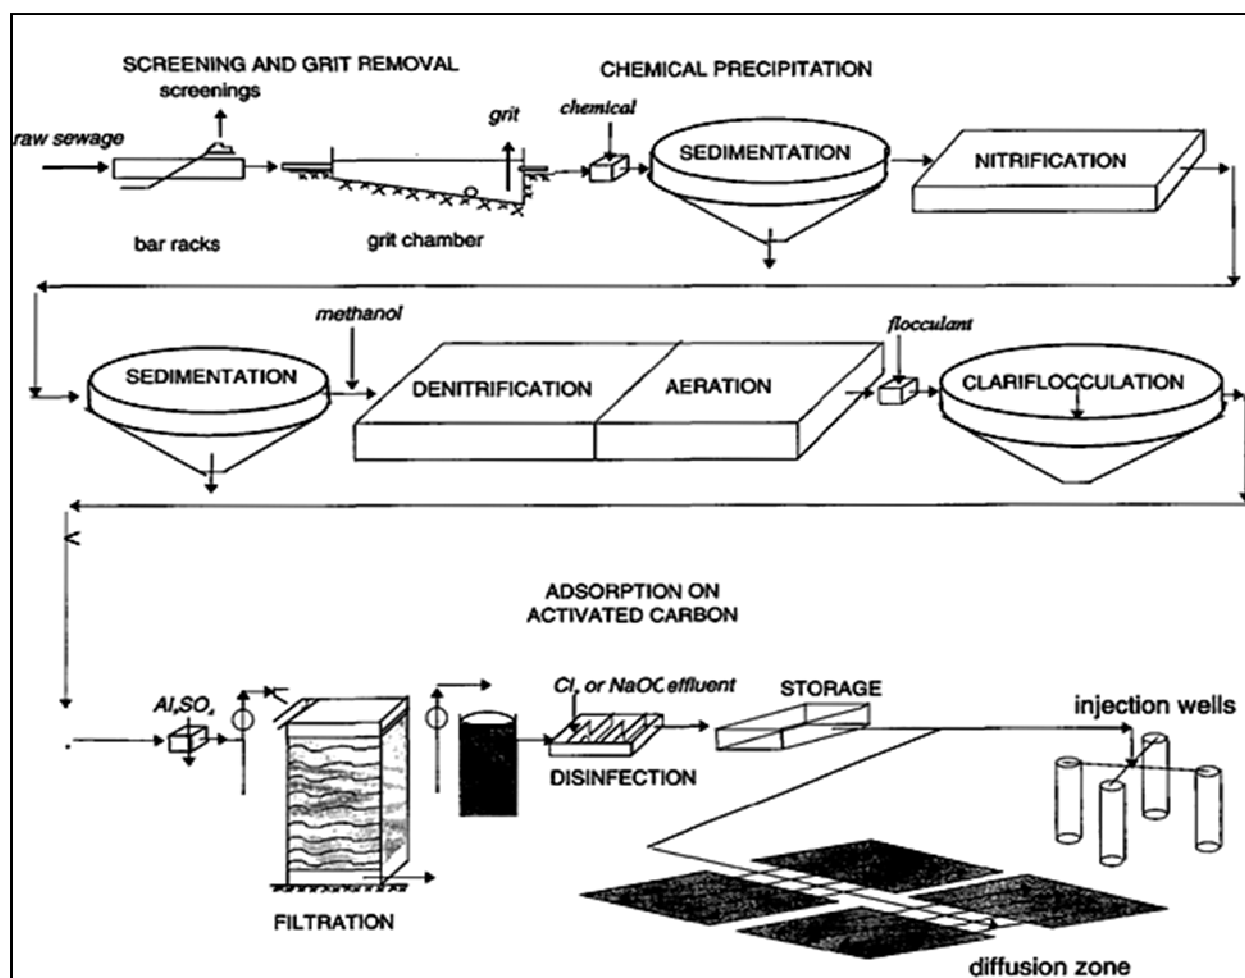 SCREENING AND GRIT REMOVAL
screenings
CHEMICAL PRECIPITATION
raw sewage
grit
chemical
SEDIMENTATION
NITRIFICATION
bar racks
grit chamber
methanol
flocculant
SEDIMENTATION
DENITRIFICATION
AERATION
CLARIFLOCCULATION
ADSORPTION ON
ACTIVATED CARBON
Cl, or effluent
STORAGE
injection wells
DISINFECTION
FILTRATION
diffusion zone